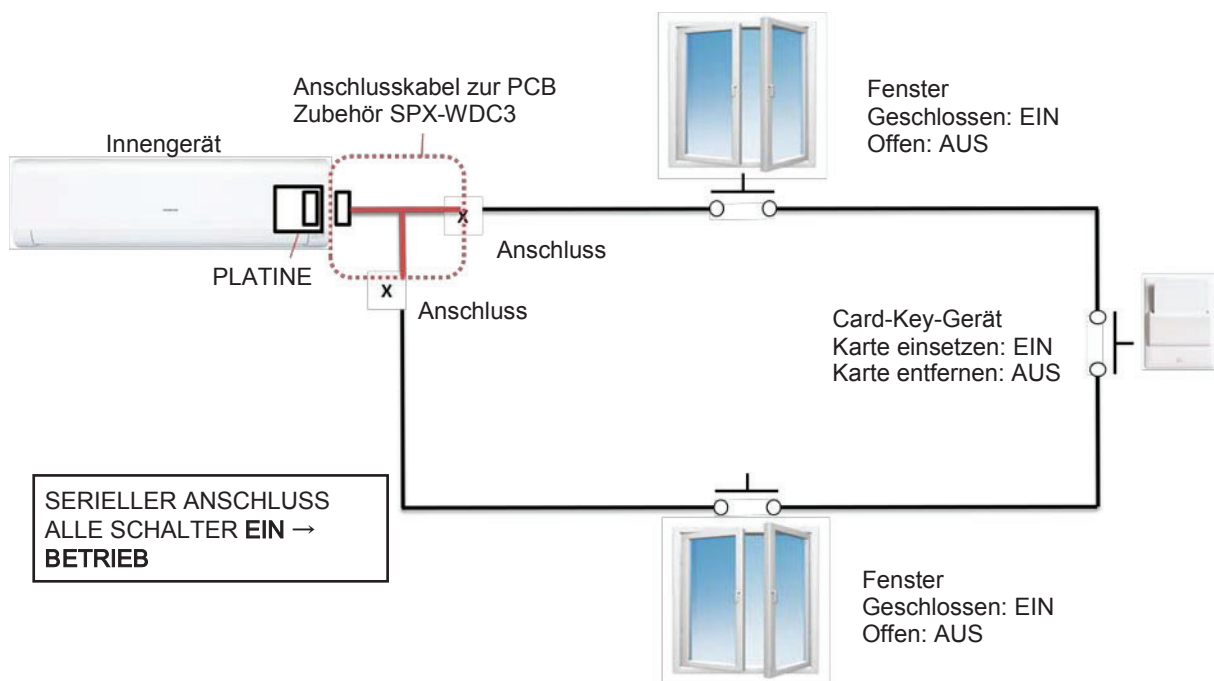 Anschlusskabel zur PCB
Zubehör SPX-WDC3
Innengerät
PLATINE
Anschluss
X
Anschluss
X
Fenster
Geschlossen: EIN
Offen: AUS
Card-Key-Gerät
Karte einsetzen: EIN
Karte entfernen: AUS
SERIELLER ANSCHLUSS
ALLE SCHALTER EIN →
BETRIEB
Fenster
Geschlossen: EIN
Offen: AUS